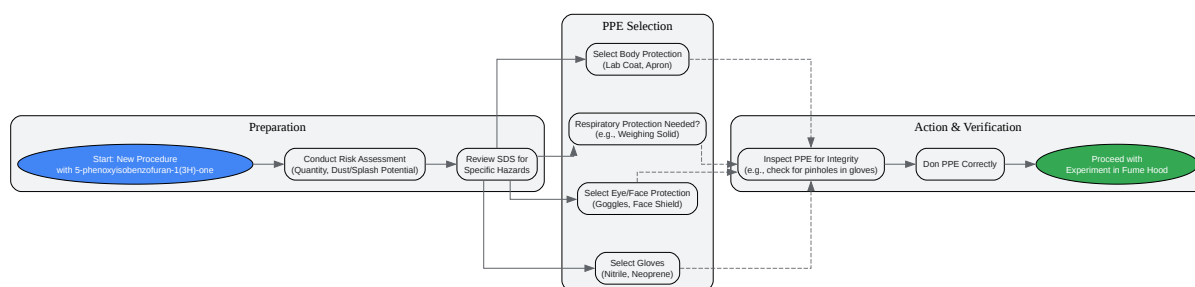 Preparation
Start: New Procedure
with 5-phenoxyisobenzofuran-1(3H)-one
Conduct Risk Assessment
(Quantity, Dust/Splash Potential)
Review SDS for
Specific Hazards
PPE Selection
Select Body Protection
(Lab Coat, Apron)
Respiratory Protection Needed?
(e.g., Weighing Solid)
Select Eye/Face Protection
(Goggles, Face Shield)
Select Gloves
(Nitrile, Neoprene)
Action & Verification
Inspect PPE for Integrity
(e.g., check for pinholes in gloves)
Don PPE Correctly
Proceed with
Experiment in Fume Hood